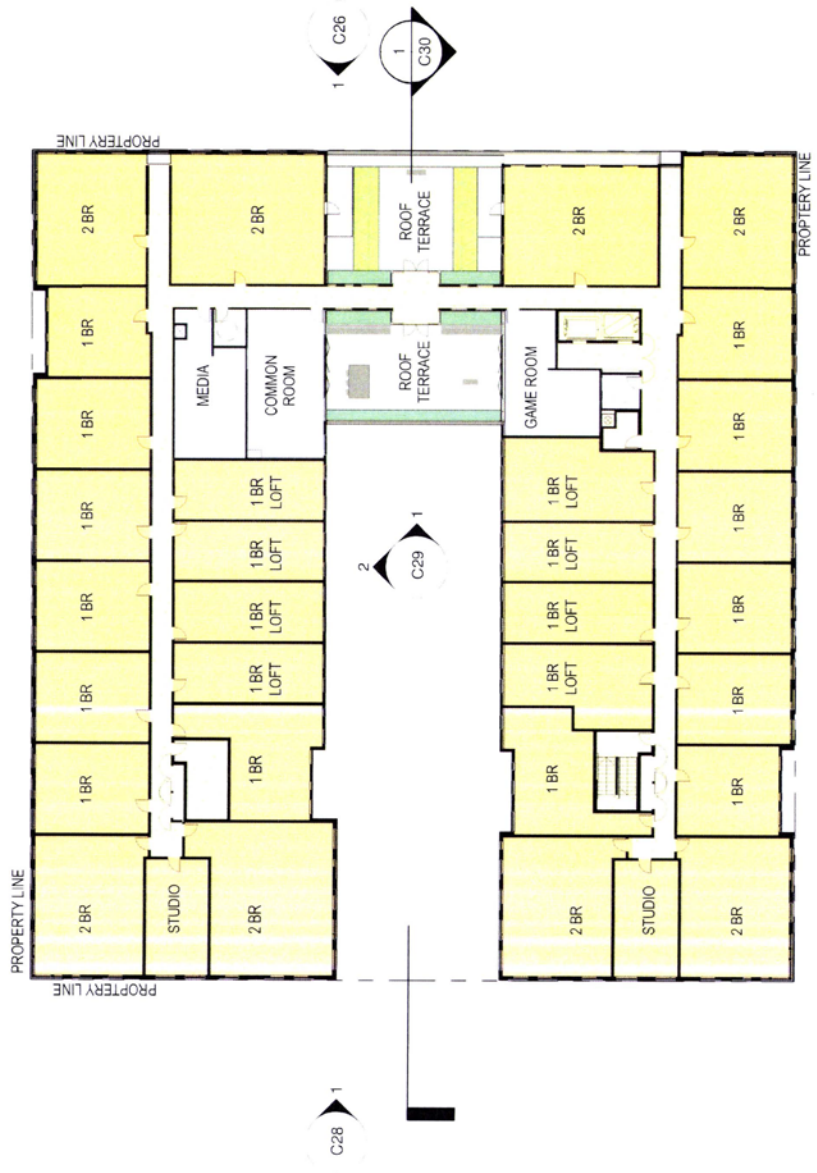 C26
1
1
C30
PROPTERY LINE
PROPTERY LINE
2 BR
2 BR
ROOF
TERRACE
2 BR
2 BR
1 BR
MEDIA
COMMON
ROOM
ROOF
TERRACE
GAME ROOM
1 BR
1 BR
1 BR
1 BR
1 BR
LOFT
1 BR
LOFT
1 BR
1 BR
1 BR
LOFT
1 BR
LOFT
2
1
C29
1 BR
1 BR
LOFT
1 BR
LOFT
1 BR
1 BR
1 BR
LOFT
1 BR
LOFT
1 BR
1 BR
1 BR
1 BR
1 BR
PROPERTY LINE
2 BR
STUDIO
2 BR
2 BR
STUDIO
2 BR
PROPTERY LINE
1
C28